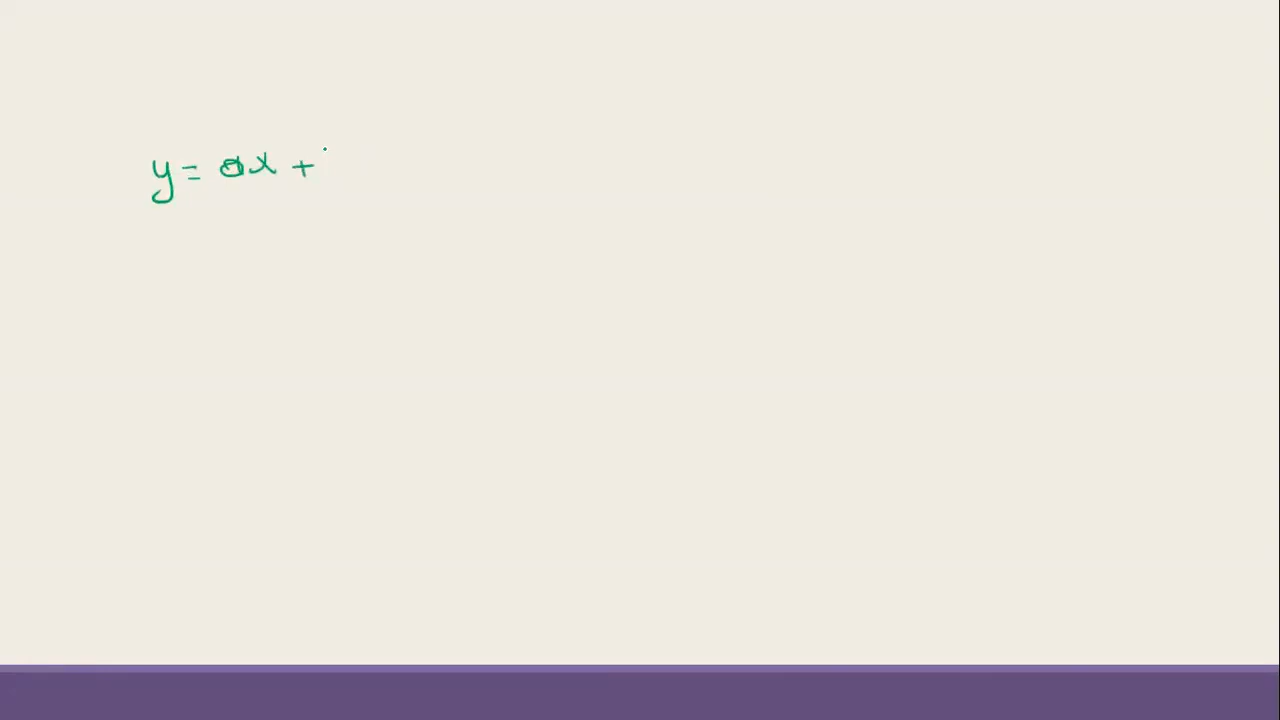 y = ax +